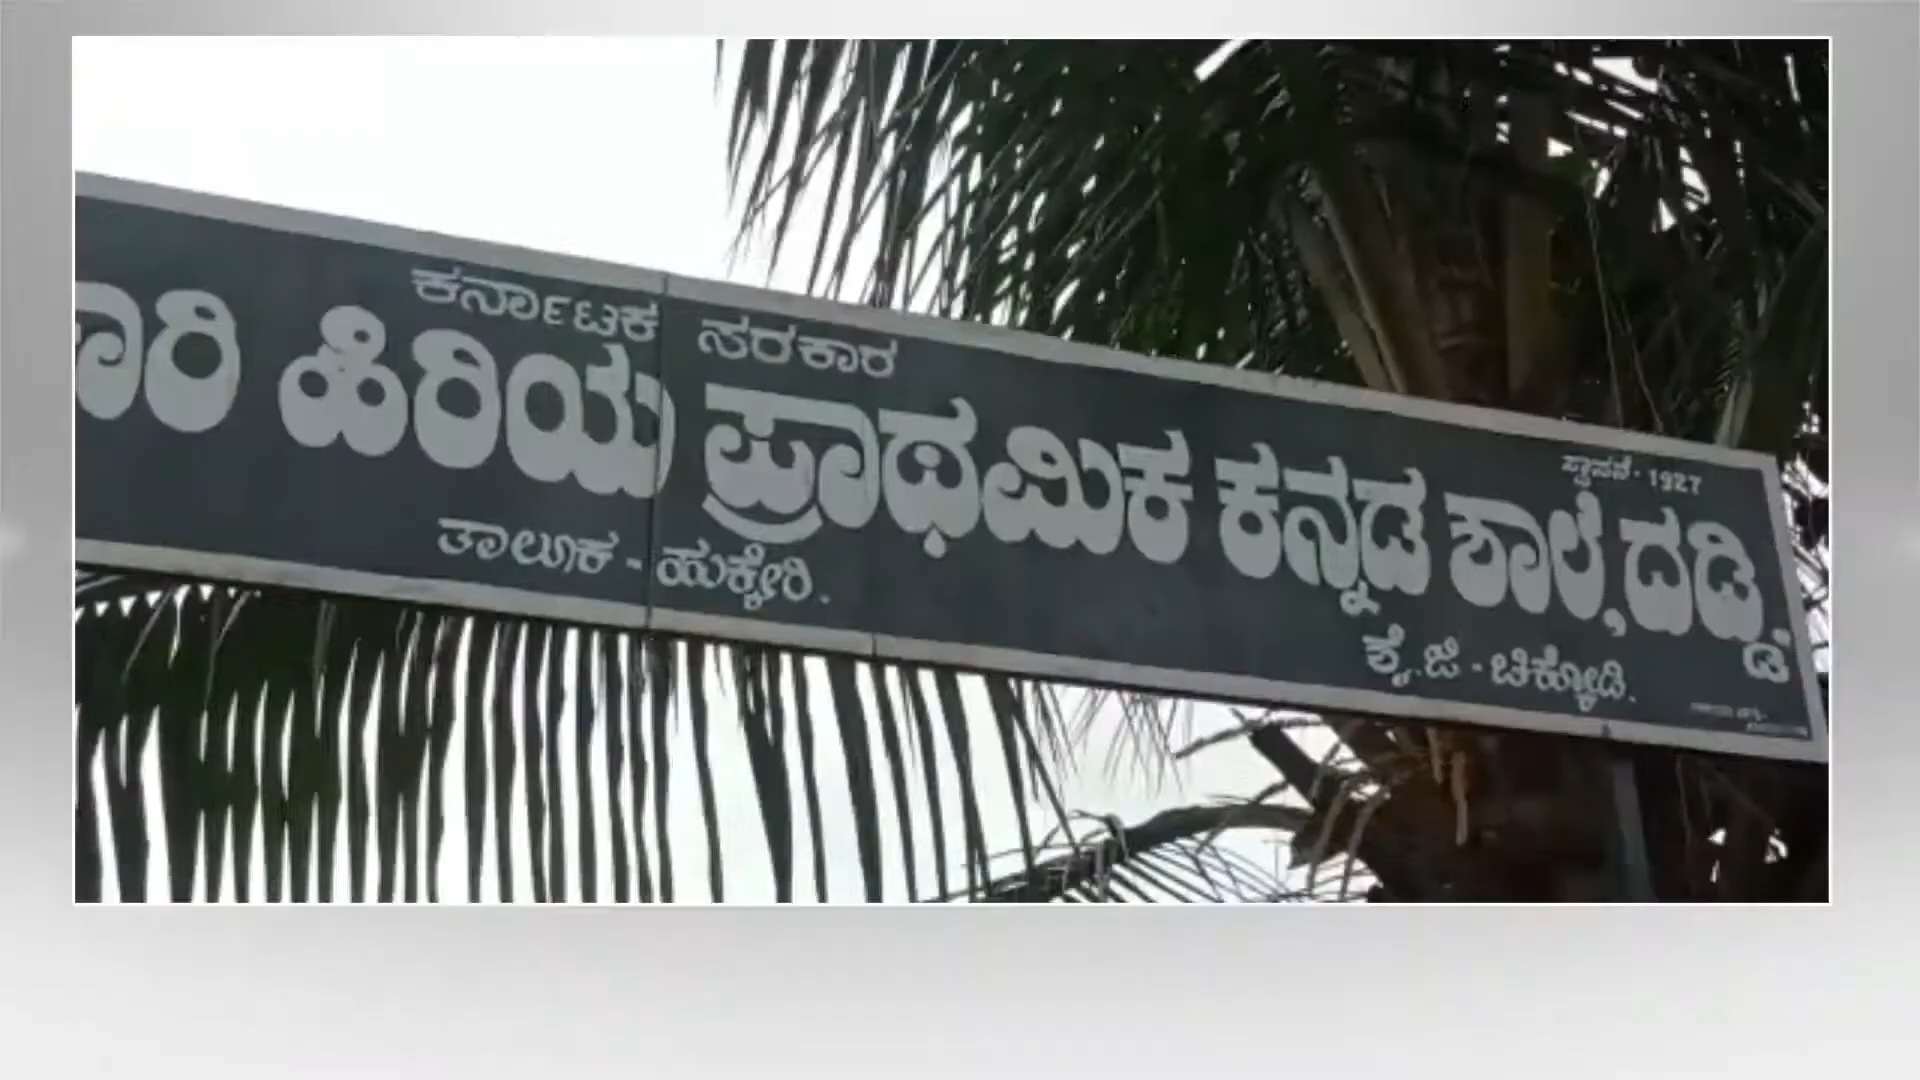 ಕರ್ನಾಟಕ ಸರಕಾರ
ಸ್ಥಾಪನೆ - 1927
ಕಾರಿ ಹಿರಿಯ ಪ್ರಾಥಮಿಕ ಕನ್ನಡ ಶಾಲೆ, ದಡ್ಡಿ.
ತಾಲೂಕ - ಹುಕ್ಕೇರಿ.
ಶೈ.ಜಿ - ಚಿಕ್ಕೋಡಿ.